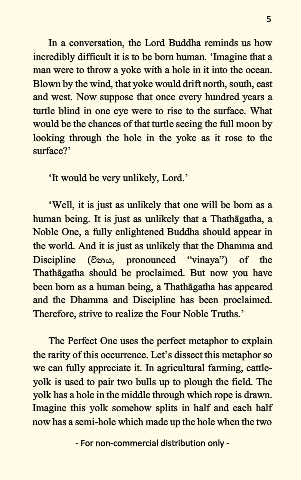 5
In a conversation, the Lord Buddha reminds us how
incredibly difficult it is to be born human. ‘Imagine that a
man were to throw a yoke with a hole in it into the ocean.
Blown by the wind, that yoke would drift north, south, east
and west. Now suppose that once every hundred years a
turtle blind in one eye were to rise to the surface. What
would be the chances of that turtle seeing the full moon by
looking through the hole in the yoke as it rose to the
surface?’
‘It would be very unlikely, Lord.’
‘Well, it is just as unlikely that one will be born as a
human being. It is just as unlikely that a Thathāgatha, a
Noble One, a fully enlightened Buddha should appear in
the world. And it is just as unlikely that the Dhamma and
Discipline (විනය, pronounced “vinaya”) of the
Thathāgatha should be proclaimed. But now you have
been born as a human being, a Thathāgatha has appeared
and the Dhamma and Discipline has been proclaimed.
Therefore, strive to realize the Four Noble Truths.’
The Perfect One uses the perfect metaphor to explain
the rarity of this occurrence. Let’s dissect this metaphor so
we can fully appreciate it. In agricultural farming, cattle-
yolk is used to pair two bulls up to plough the field. The
yolk has a hole in the middle through which rope is drawn.
Imagine this yolk somehow splits in half and each half
now has a semi-hole which made up the hole when the two
- For non-commercial distribution only -